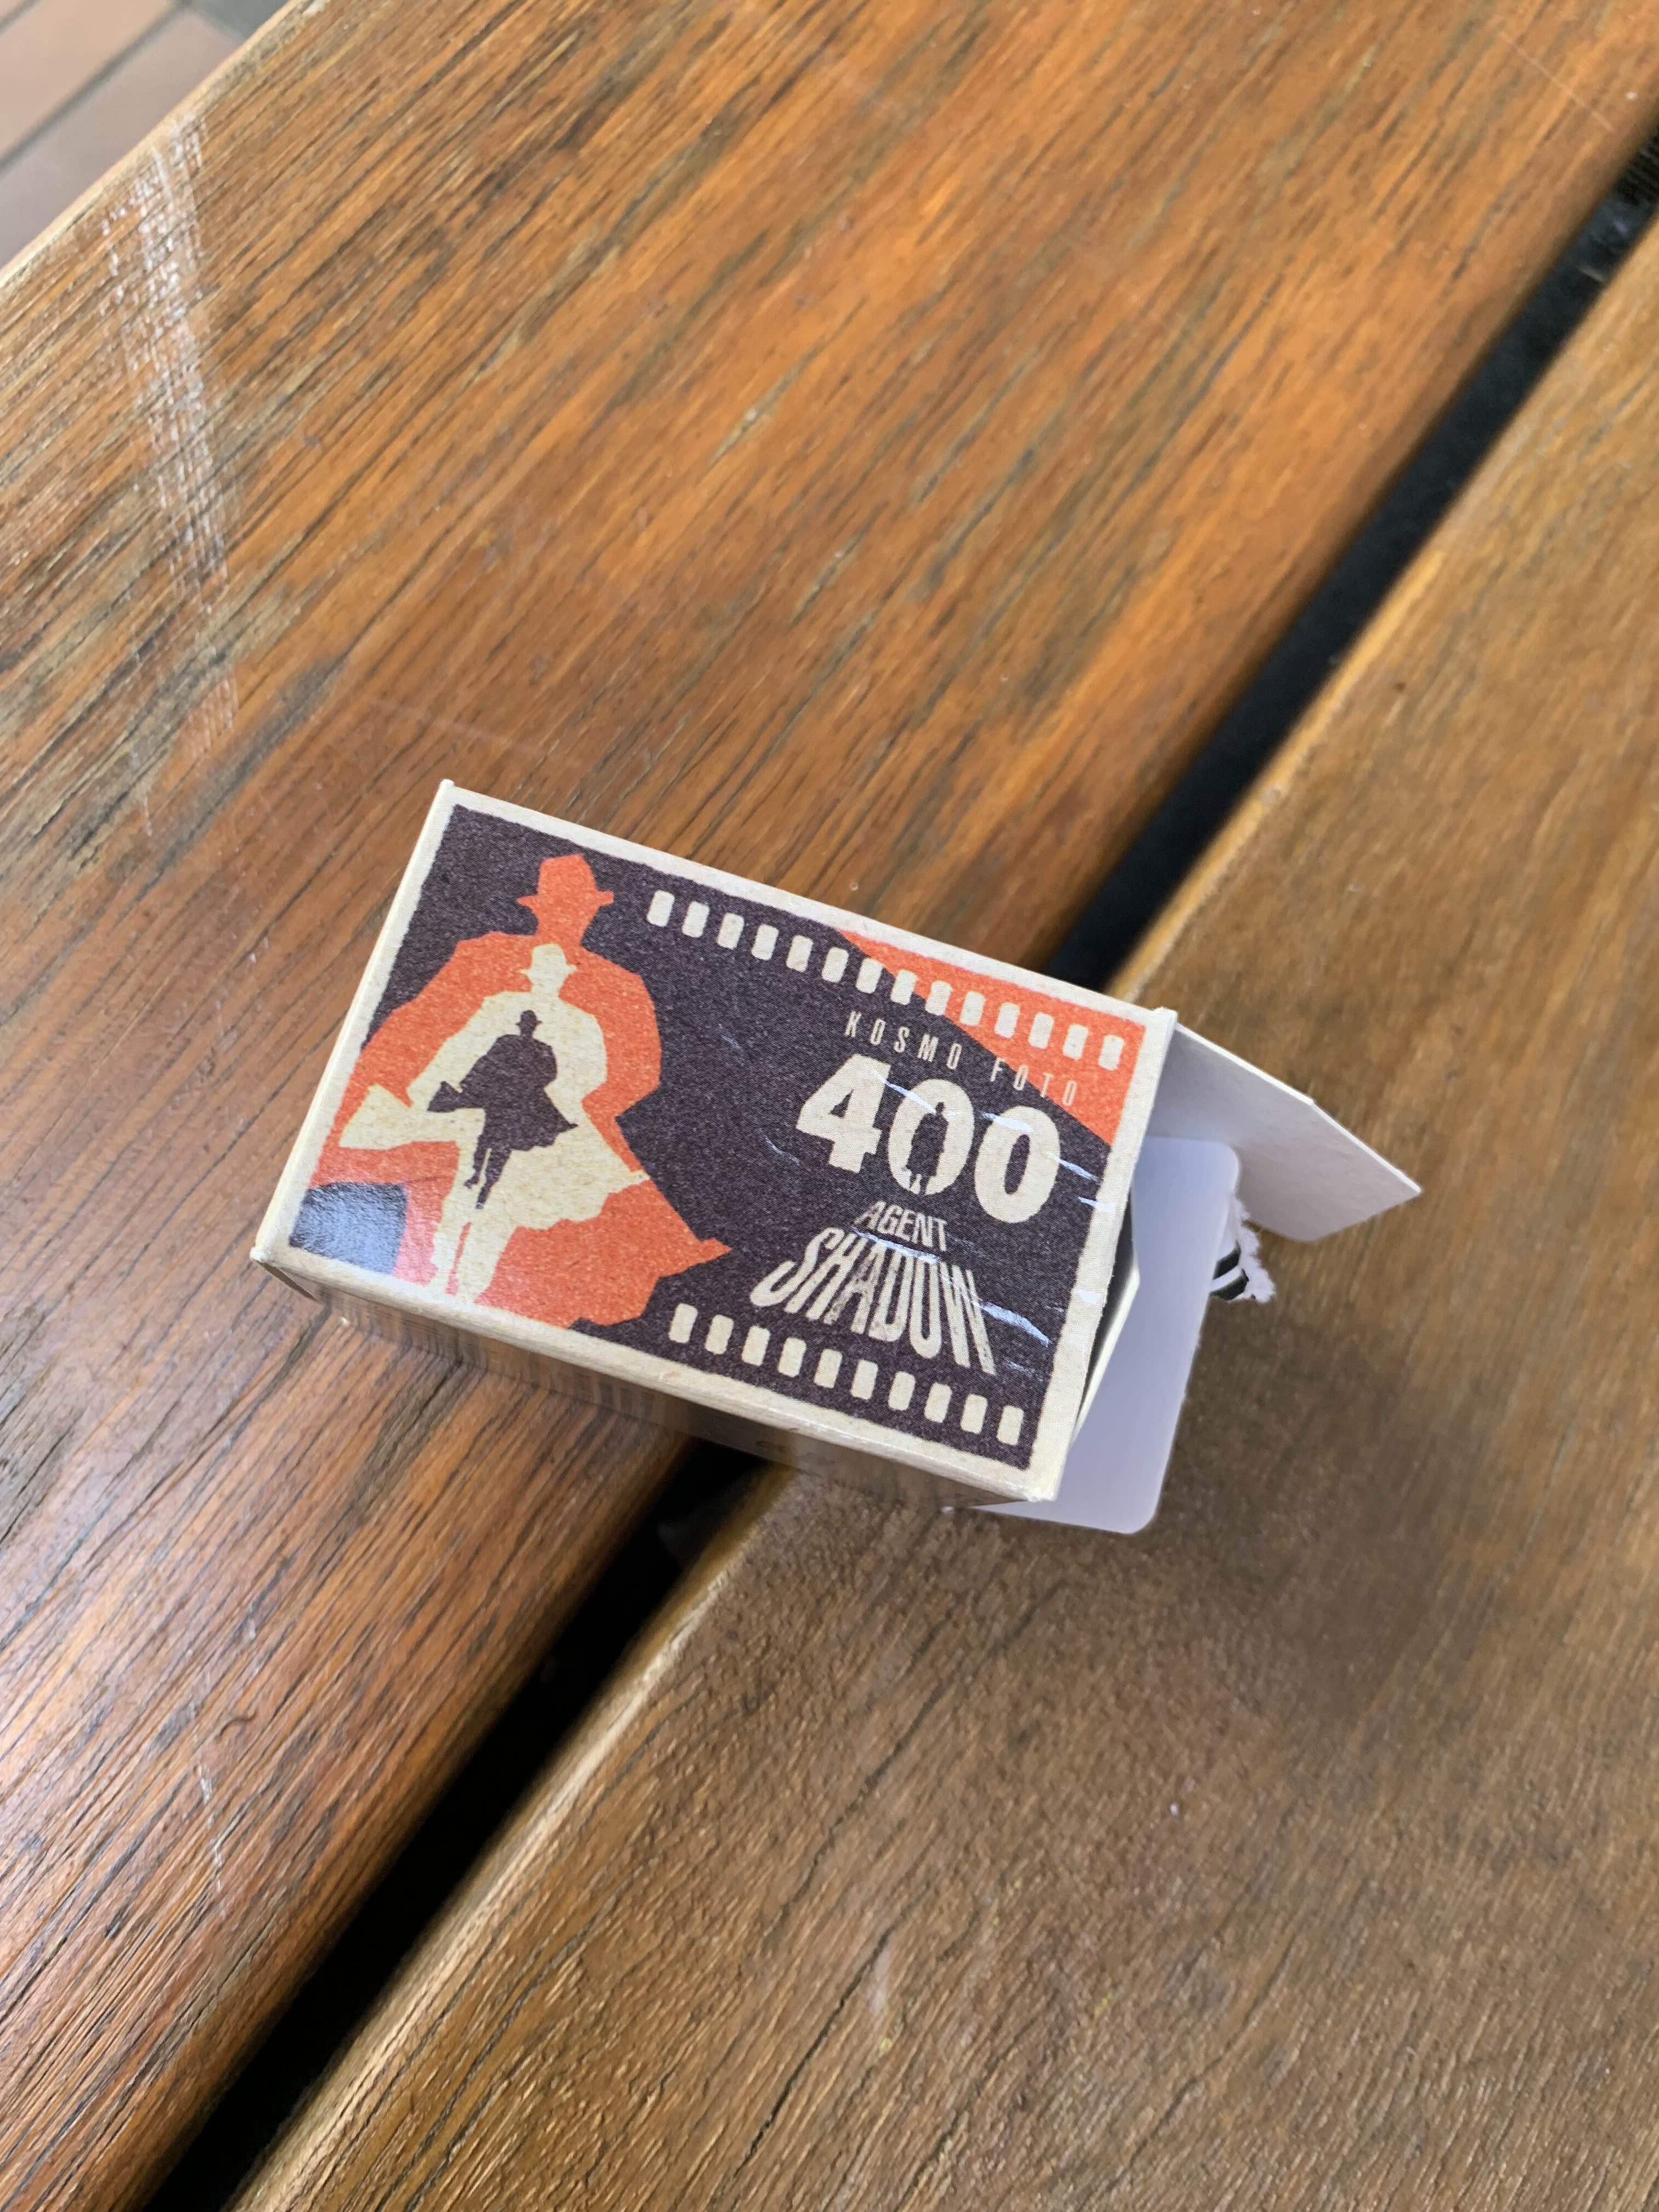 KOSMO FOTO
400
AGENT
SHADOW